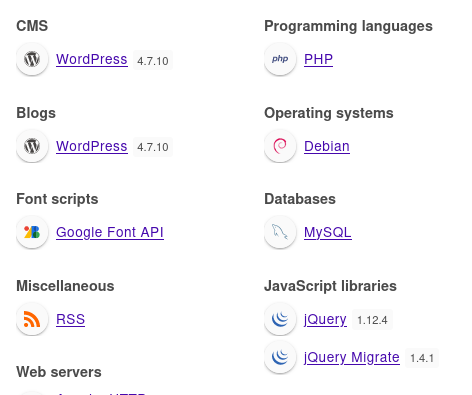 CMS
WordPress 4.7.10
Blogs
WordPress 4.7.10
Font scripts
Google Font API
Miscellaneous
RSS
Web servers
Programming languages
php PHP
Operating systems
Debian
Databases
MySQL
JavaScript libraries
jQuery 1.12.4
jQuery Migrate 1.4.1